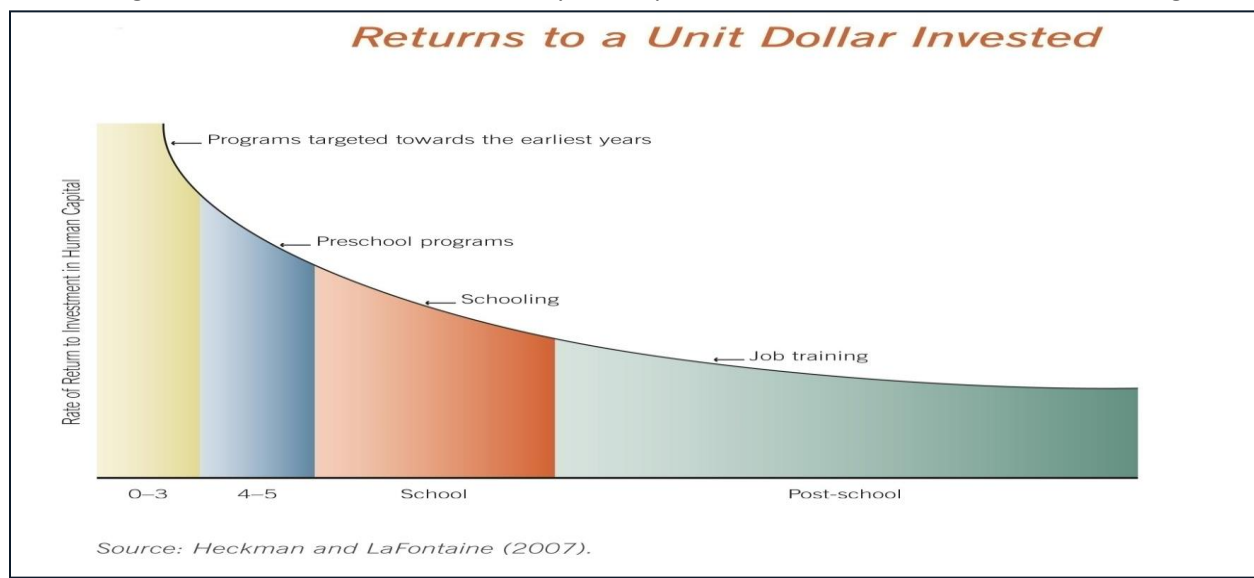 Returns to a Unit Dollar Invested
Programs targeted towards the earliest years
Preschool programs
Schooling
Job training
Rate of Return to Investment in Human Capital
0–3
4–5
School
Post-school
Source: Heckman and LaFontaine (2007).